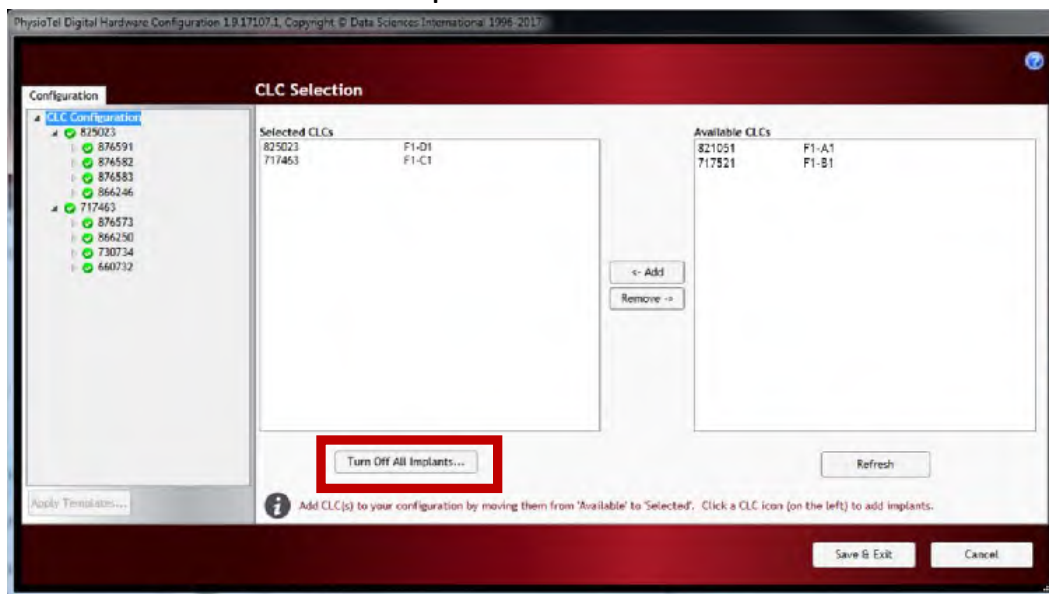 PhysioTel Digital Hardware Configuration 1.9.17107.1, Copyright © Data Sciences International 1996-2017
Configuration
CLC Selection
CLC Configuration
825023
876591
876582
876583
866246
717463
876573
866250
730734
660732
Selected CLCs
825023 F1-D1
717463 F1-C1
Available CLCs
821051 F1-A1
717521 F1-B1
<- Add
Remove ->
Turn Off All Implants...
Refresh
Apply Templates...
Add CLC(s) to your configuration by moving them from 'Available' to 'Selected'. Click a CLC icon (on the left) to add implants.
Save & Exit
Cancel